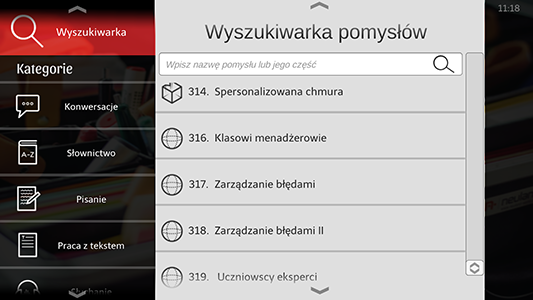 11:18
Wyszukiwarka
Kategorie
Konwersacje
A-Z
Słownictwo
Pisanie
Praca z tekstem
Słuchanie
Wyszukiwarka pomysłów
Wpisz nazwę pomysłu lub jego część
314. Spersonalizowana chmura
316. Klasowi menadżerowie
317. Zarządzanie błędami
318. Zarządzanie błędami II
319. Uczniowscy eksperci